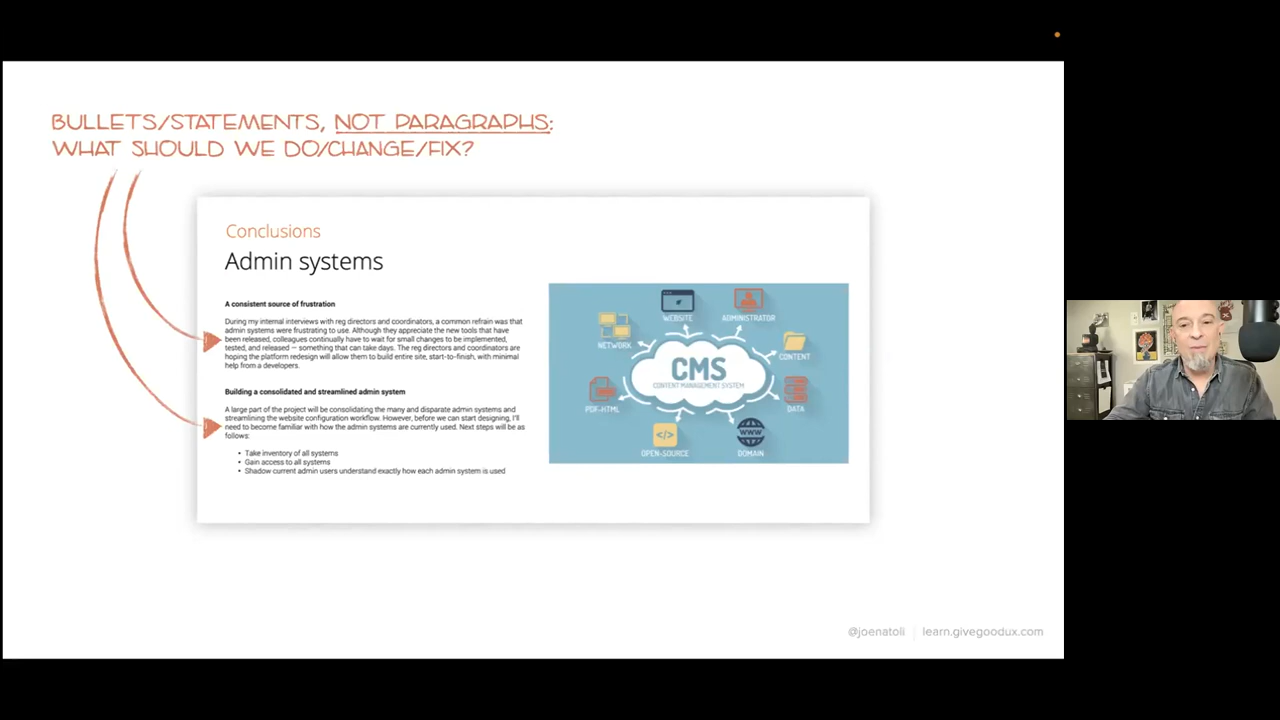 BULLETS/STATEMENTS, NOT PARAGRAPHS:
WHAT SHOULD WE DO/CHANGE/FIX?
Conclusions
Admin systems
A consistent source of frustration
During my internal interviews with reg directors and coordinators, a common refrain was that
admin systems were frustrating to use. Although they appreciate the new tools that have
been released, colleagues continually have to wait for small changes to be implemented,
tested, and released — something that can take days. The reg directors and coordinators are
hoping the platform redesign will allow them to build entire site, start-to-finish, with minimal
help from a developers.
Building a consolidated and streamlined admin system
A large part of the project will be consolidating the many and disparate admin systems and
streamlining the website configuration workflow. However, before we can start designing, I'll
need to become familiar with how the admin systems are currently used. Next steps will be as
follows:
• Take inventory of all systems
• Gain access to all systems
• Shadow current admin users understand exactly how each admin system is used
WEBSITE
ADMINISTRATOR
NETWORK
CONTENT
CMS
CONTENT MANAGEMENT SYSTEM
PDF-HTML
DATA
</>
WWW
OPEN-SOURCE
DOMAIN
@joenatoli
learn.givegoodux.com